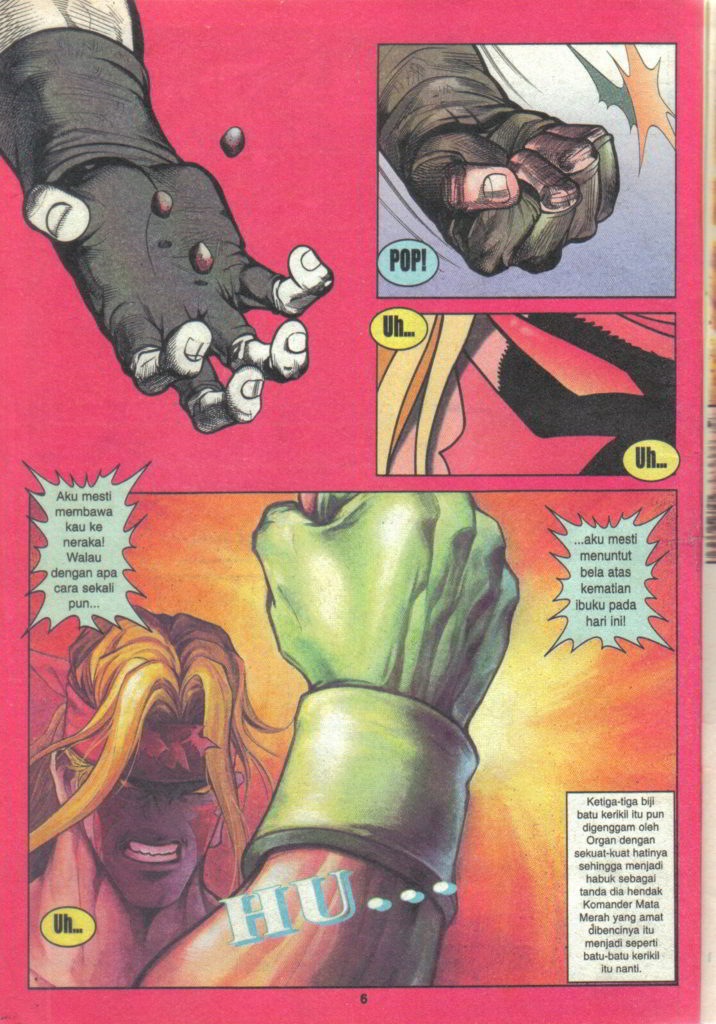 POP!
Uh...
Uh...
Aku mesti
membawa
kau ke
neraka!
Walau
dengan apa
cara sekali
pun...
...aku mesti
menuntut
bela atas
kematian
ibuku pada
hari ini!
Uh...
HU...
Ketiga-tiga biji
batu kerikil itu pun
digenggam oleh
Organ dengan
sekuat-kuat hatinya
sehingga menjadi
habuk sebagai
tanda dia hendak
Komander Mata
Merah yang amat
dibencinya itu
menjadi seperti
batu-batu kerikil
itu nanti.
6